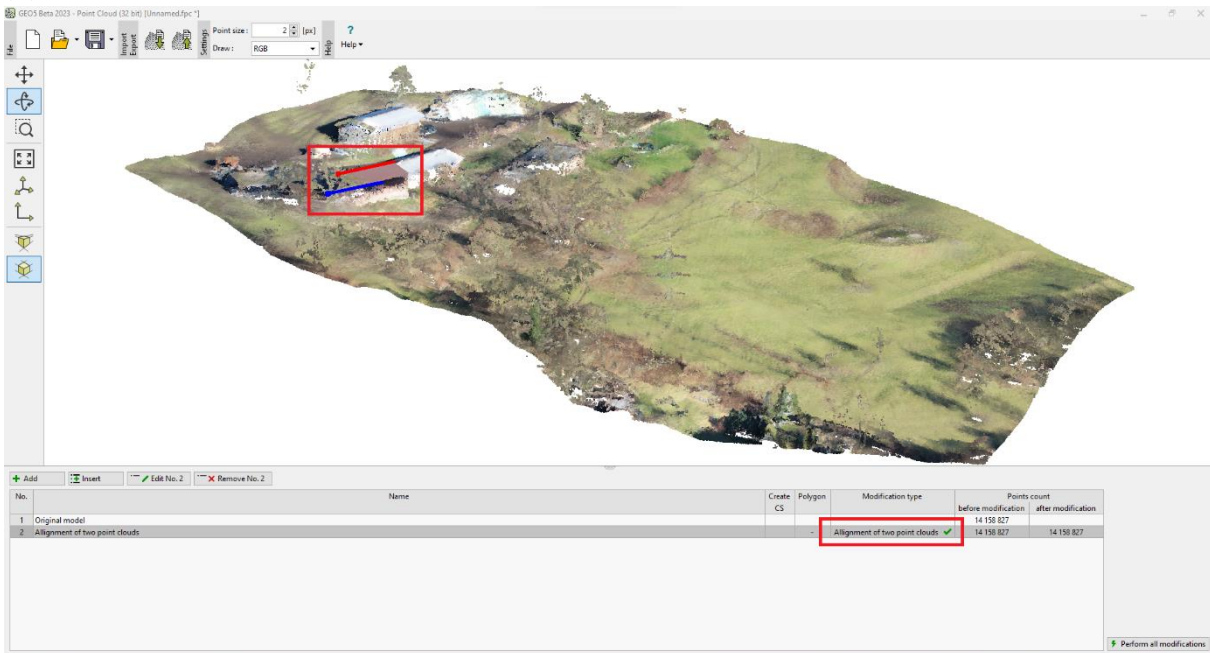 GEO5 Beta 2023 - Point Cloud (32 bit) [Unnamed.fpc *]
File
Import
Export
Settings
Point size :
2
[px]
Draw :
RGB
Help
?
Help
Add
Insert
Edit No. 2
Remove No. 2
No.
Name
Create
CS
Polygon
Modification type
Points count
before modification
after modification
1 Original model 14 158 827
2 Allignment of two point clouds - Allignment of two point clouds 14 158 827 14 158 827
Perform all modifications